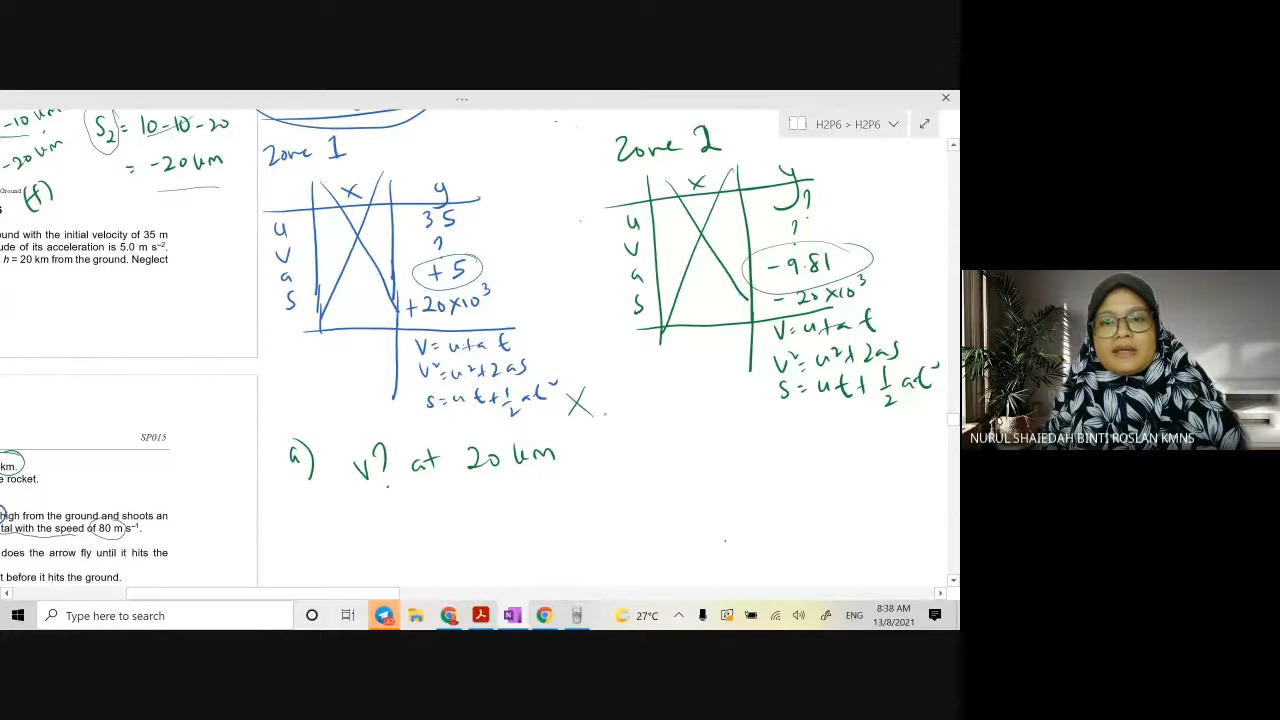 H2P6 > H2P6
-10 km
-20 km
S2 = 10-10-20
= -20 km
Ground
(f)
ound with the initial velocity of 35 m
ude of its acceleration is 5.0 m s⁻².
h = 20 km from the ground. Neglect
SP015
km.
e rocket.
high from the ground and shoots an
tal with the speed of 80 m s⁻¹.
does the arrow fly until it hits the
t before it hits the ground.
Zone 1
x y
u 35
v ?
a +5
s +20×10³
v = u+at
v² = u²+2as
s = ut+½at²
X
Zone 2
x y
u ?
v ?
a -9.81
s -20×10³
v = u+at
v² = u²+2as
s = ut+½at²
a) v? at 20 km
NURUL SHAIEDAH BINTI ROSLAN KMNS
Type here to search
27°C
ENG
8:38 AM
13/8/2021